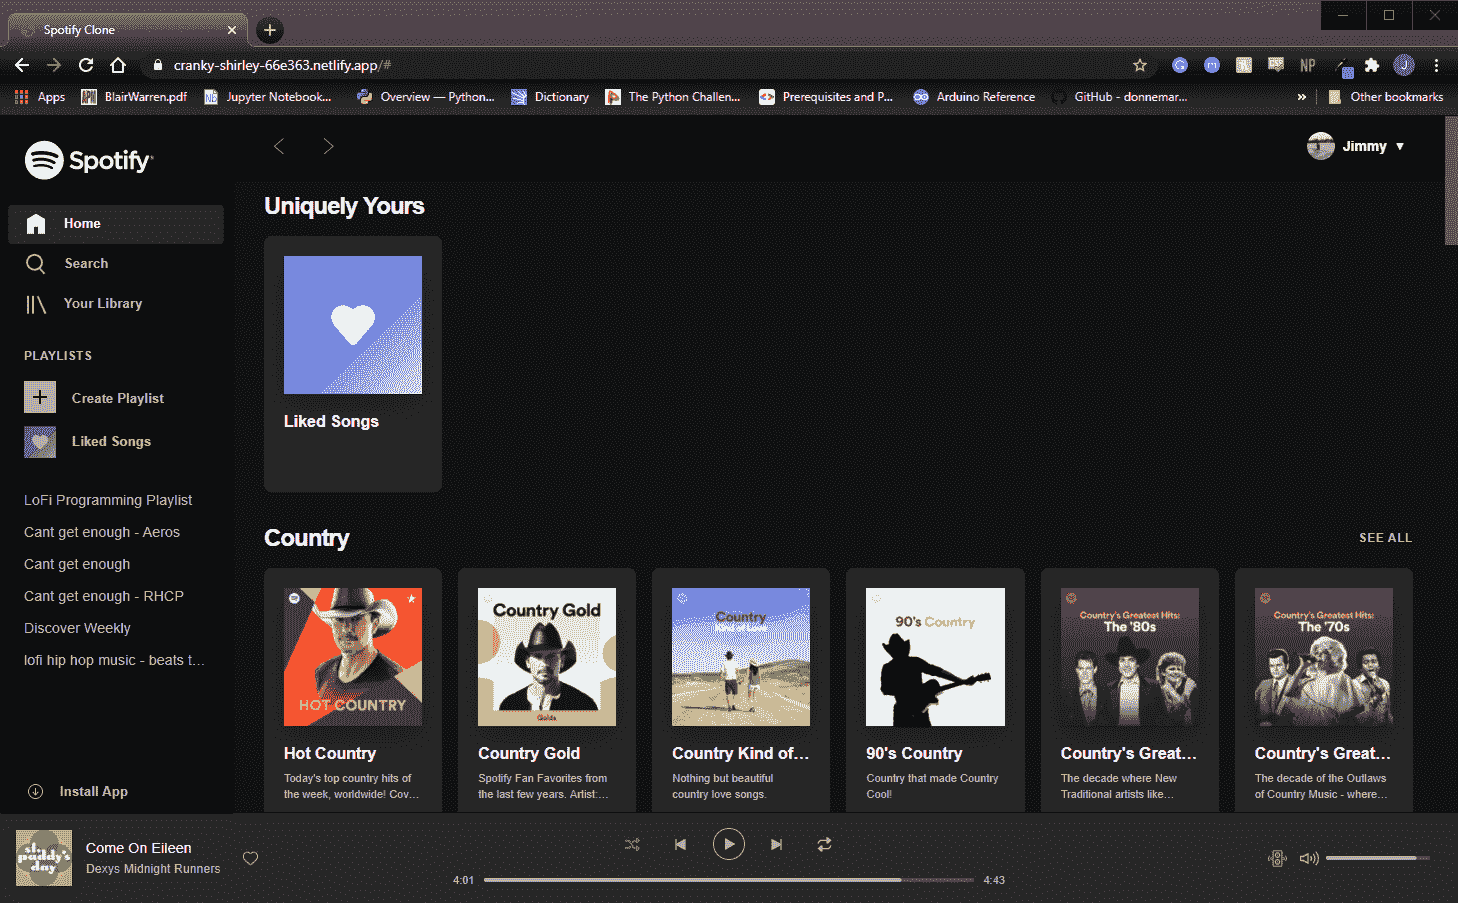 Spotify Clone
cranky-shirley-66e363.netlify.app/#
Apps
BlairWarren.pdf
Jupyter Notebook...
Overview — Python...
Dictionary
The Python Challen...
Prerequisites and P...
Arduino Reference
GitHub - donnemar...
Other bookmarks
Spotify
Jimmy
Home
Search
Your Library
PLAYLISTS
Create Playlist
Liked Songs
LoFi Programming Playlist
Cant get enough - Aeros
Cant get enough
Cant get enough - RHCP
Discover Weekly
lofi hip hop music - beats t...
Install App
Uniquely Yours
Liked Songs
Country
SEE ALL
HOT COUNTRY
Hot Country
Today's top country hits of
the week, worldwide! Cov...
Country Gold
Country Gold
Spotify Fan Favorites from
the last few years. Artist:...
Country
Country Kind of...
Nothing but beautiful
country love songs.
90's Country
90's Country
Country that made Country
Cool!
Country's Greatest Hits:
The '80s
Country's Great...
The decade where New
Traditional artists like...
Country's Greatest Hits:
The '70s
Country's Great...
The decade of the Outlaws
of Country Music - where...
st.
paddy's
day
Come On Eileen
Dexys Midnight Runners
4:01
4:43